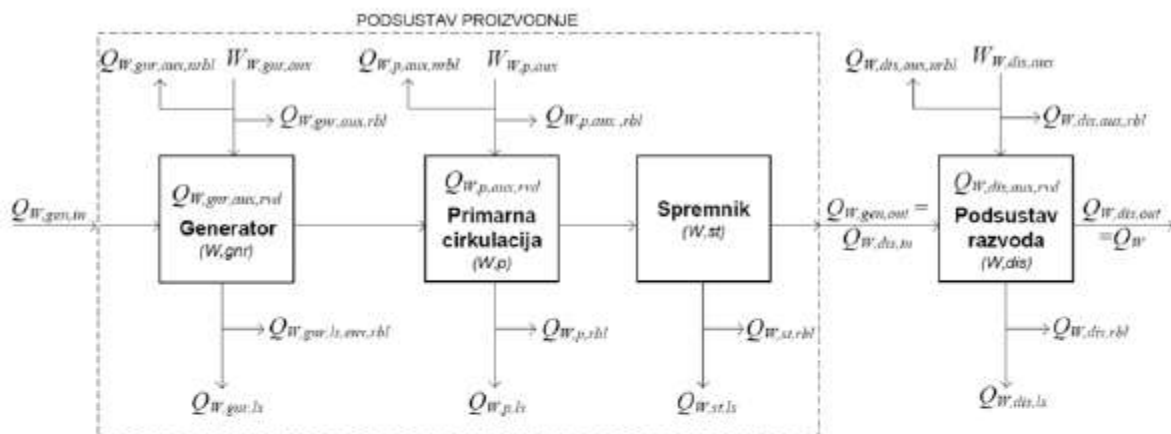 PODSUSTAV PROIZVODNJE
Q_W,gnr,aux,nrbl
W_W,gnr,aux
Q_W,p,aux,nrbl
W_W,p,aux
Q_W,dis,aux,nrbl
W_W,dis,aux
Q_W,gnr,aux,rbl
Q_W,p,aux,rbl
Q_W,dis,aux,rbl
Q_W,gen,in
Q_W,gnr,aux,rvd
Generator
(W,gnr)
Q_W,p,aux,rvd
Primarna
cirkulacija
(W,p)
Spremnik
(W,st)
Q_W,gen,out =
Q_W,dis,in
Q_W,dis,aux,rvd
Podsustav
razvoda
(W,dis)
Q_W,dis,out
=Q_W
Q_W,gnr,ls,env,rbl
Q_W,p,rbl
Q_W,st,rbl
Q_W,dis,rbl
Q_W,gnr,ls
Q_W,p,ls
Q_W,st,ls
Q_W,dis,ls